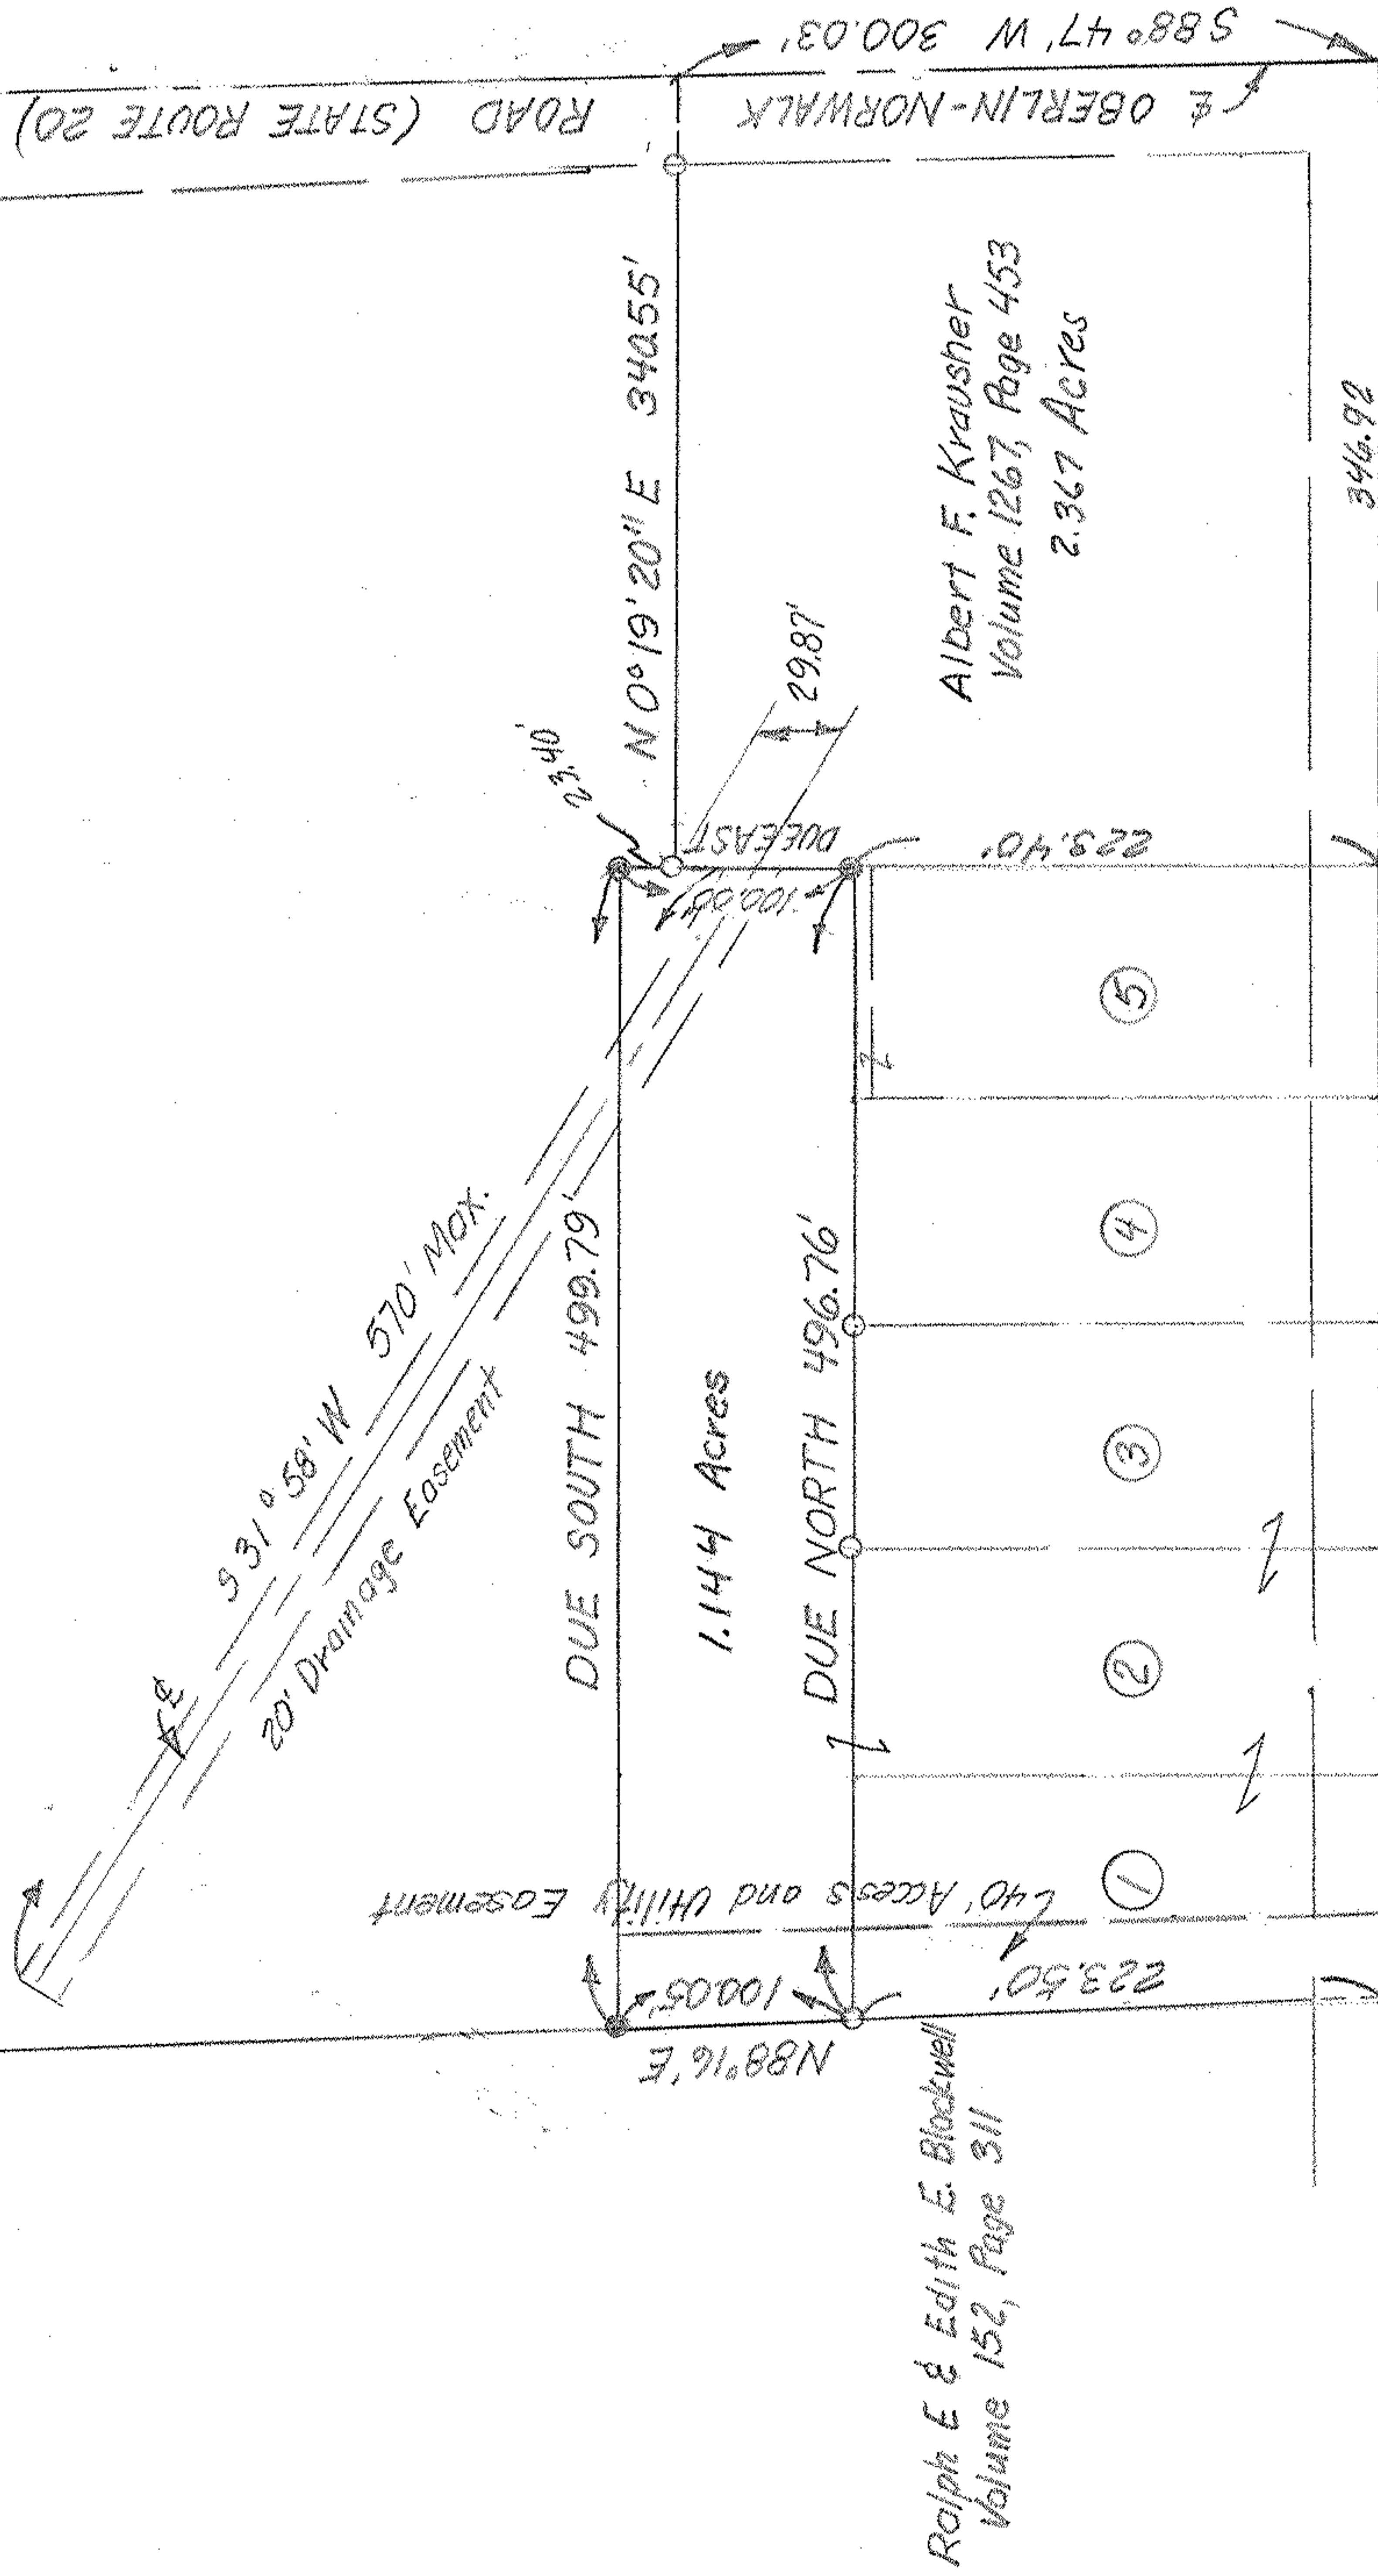 S88° 47' W 300.03'
℄ OBERLIN-NORWALK ROAD (STATE ROUTE 20)
N 0° 19' 20" E 340.55'
23.40'
29.87'
Albert F. Krausher
Volume 1267, Page 453
2.367 Acres
346.92
DUE EAST
100.00'
223.40'
S 31° 58' W 570' Max.
℄
20' Drainage Easement
DUE SOUTH 499.79'
1.144 Acres
DUE NORTH 496.76'
5
4
3
2
1
40' Access and Utility Easement
100.05'
223.50'
N88°16'E
Ralph E & Edith E. Blackwell
Volume 152, Page 311